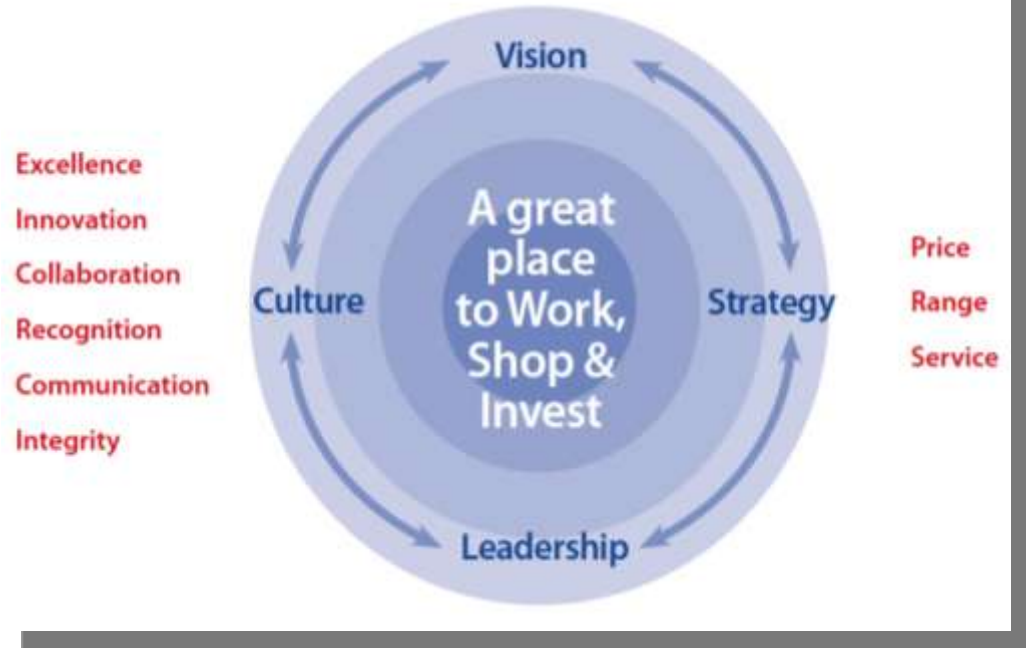 Vision
Excellence
Innovation
Collaboration
Recognition
Communication
Integrity
Culture
A great
place
to Work,
Shop &
Invest
Strategy
Price
Range
Service
Leadership